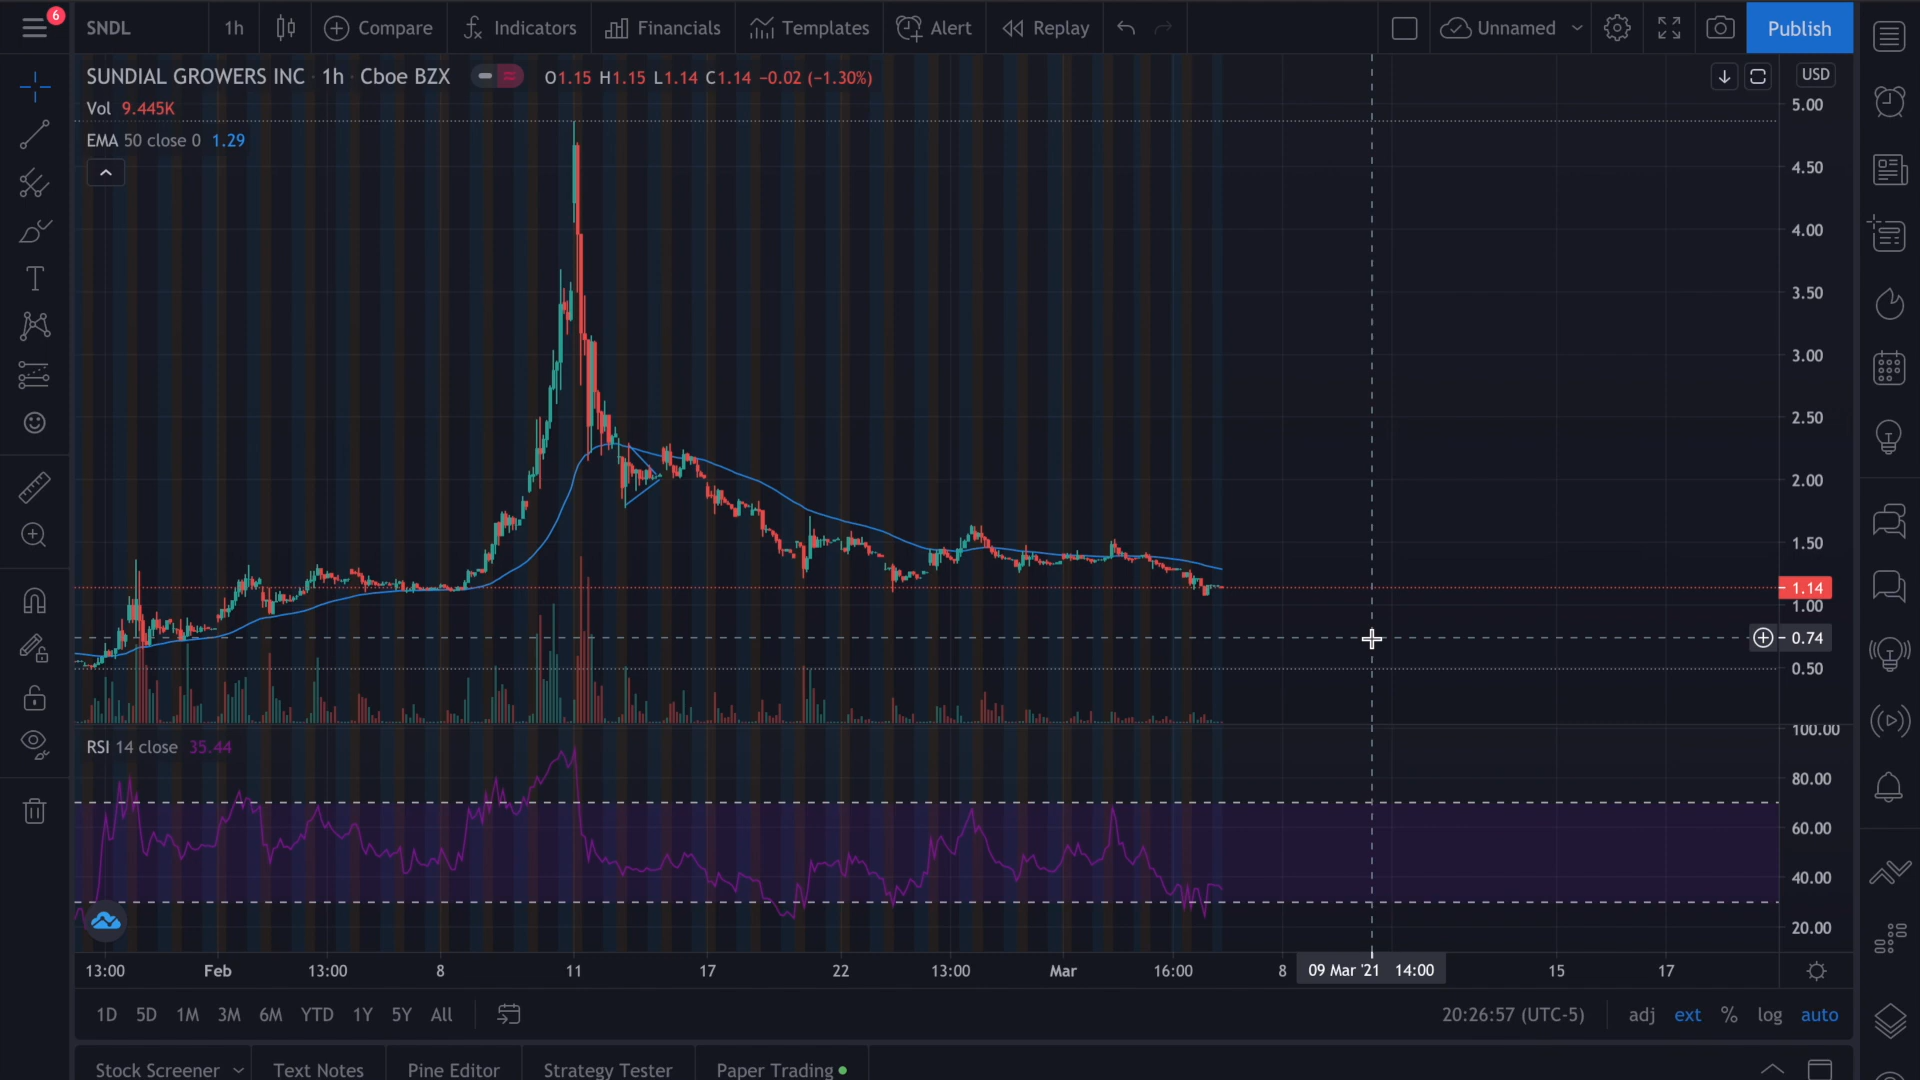 6
SNDL 1h Compare Indicators Financials Templates Alert Replay Unnamed Publish
SUNDIAL GROWERS INC · 1h · Cboe BZX O1.15 H1.15 L1.14 C1.14 −0.02 (−1.30%)
USD
Vol 9.445K
EMA 50 close 0 1.29
5.00
4.50
4.00
3.50
3.00
2.50
2.00
1.50
1.14
1.00
0.74
0.50
RSI 14 close 35.44
100.00
80.00
60.00
40.00
20.00
13:00 Feb 13:00 8 11 17 22 13:00 Mar 16:00 8 09 Mar '21 14:00 15 17
1D 5D 1M 3M 6M YTD 1Y 5Y All 20:26:57 (UTC-5) adj ext % log auto
Stock Screener Text Notes Pine Editor Strategy Tester Paper Trading